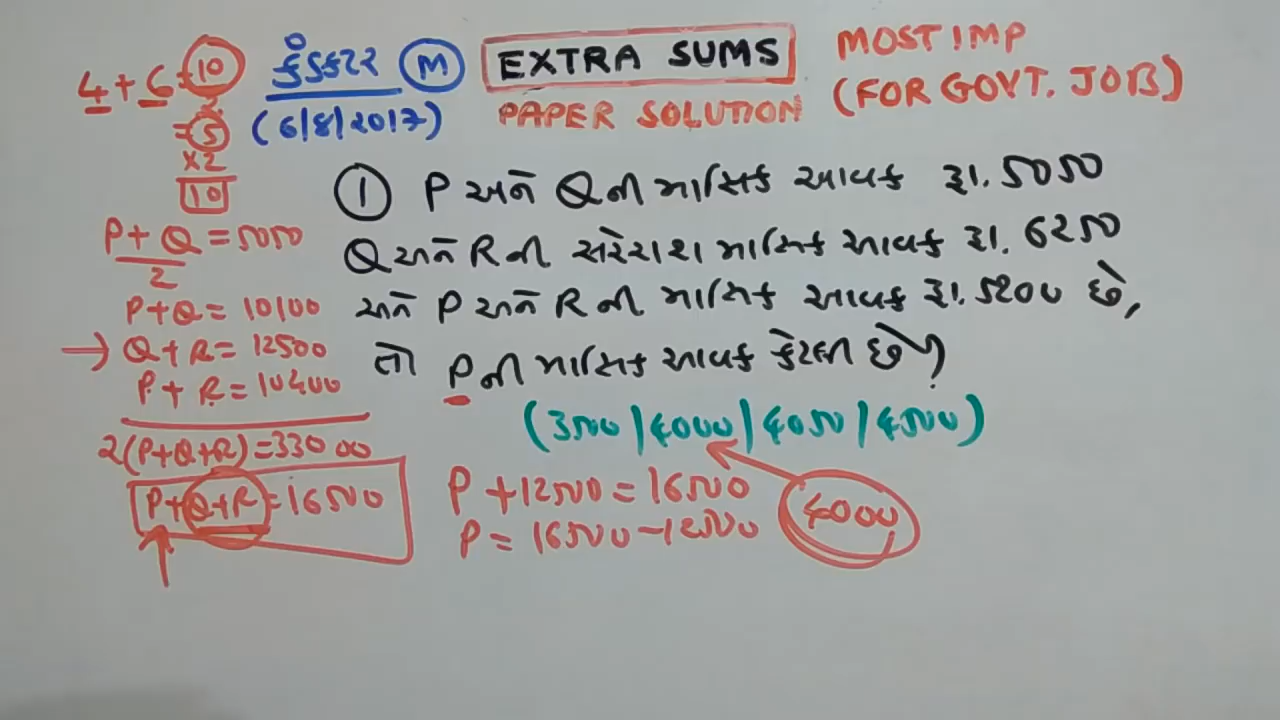 4 + 6 = 10
2
= 5
x2
10
કંડકટર (M)
(6/8/2017)
EXTRA SUMS
PAPER SOLUTION
MOST IMP
(FOR GOVT. JOB)
① P અને Q ની માસિક આવક રૂા. 5050
Q અને R ની સરેરાશ માસિક આવક રૂા. 6250
અને P અને R ની માસિક આવક રૂા. 5200 છે,
તો P ની માસિક આવક કેટલી છે?
(3500 / 4000 / 4050 / 4500)
P + Q = 5050
2
P+Q = 10100
→ Q + R = 12500
P + R = 10400
2(P+Q+R) = 33000
P+Q+R = 16500
P + 12500 = 16500
P = 16500 - 12500
4000